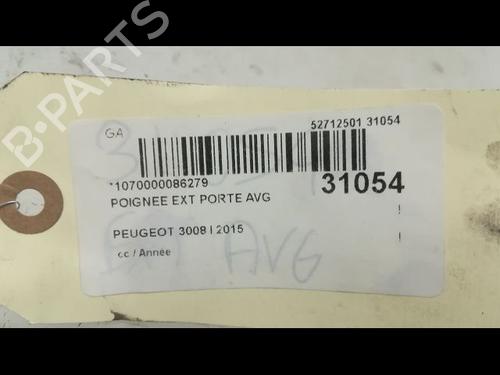 B-PARTS
GA
52712501 31054
*1070000086279
31054
POIGNEE EXT PORTE AVG
!
PEUGEOT 3008 I 2015
!
cc / Année
AVG